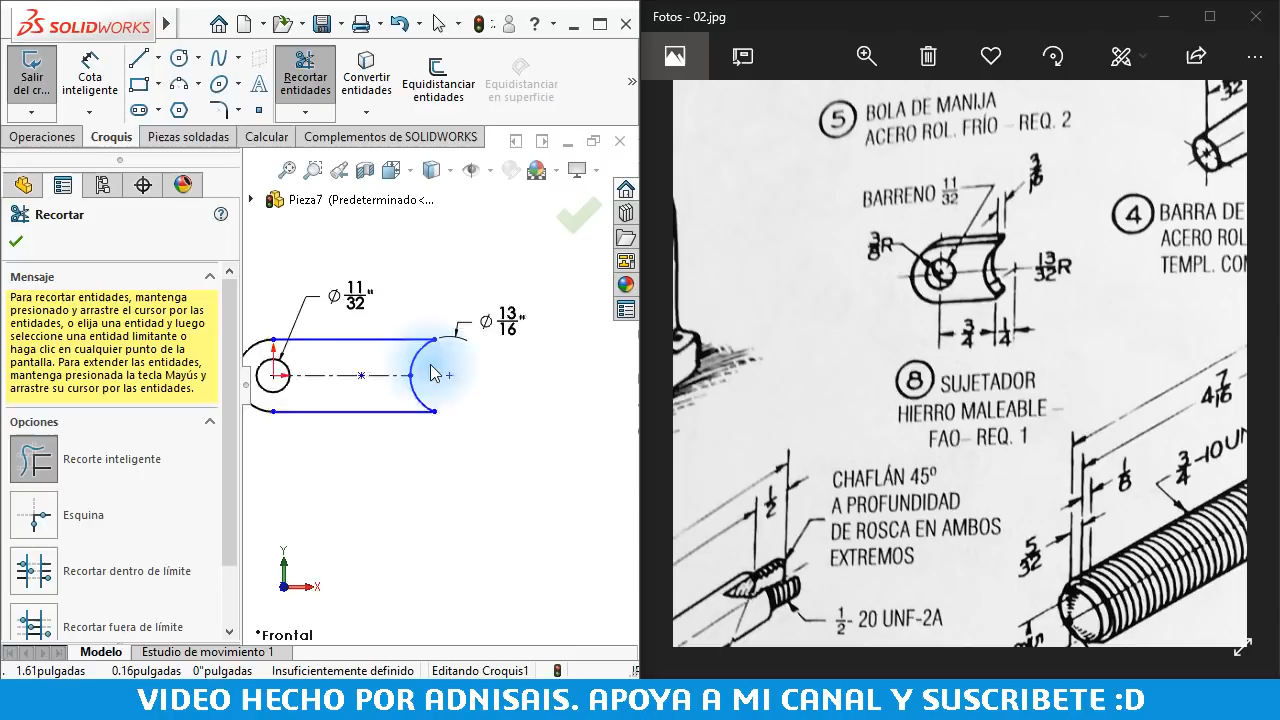 SOLIDWORKS
Salir del cr...
Cota inteligente
Recortar entidades
Convertir entidades
Equidistanciar entidades
Equidistanciar en superficie
Operaciones
Croquis
Piezas soldadas
Calcular
Complementos de SOLIDWORKS
Recortar
Pieza7 (Predeterminado <...
Mensaje
Para recortar entidades, mantenga
presionado y arrastre el cursor por las
entidades, o elija una entidad y luego
seleccione una entidad limitante o
haga clic en cualquier punto de la
pantalla. Para extender las entidades,
mantenga presionada la tecla Mayús y
arrastre su cursor por las entidades.
Opciones
Recorte inteligente
Esquina
Recortar dentro de límite
Recortar fuera de límite
Ø 11/32"
Ø 13/16"
Y
X
*Frontal
Modelo
Estudio de movimiento 1
1.61pulgadas
0.16pulgadas
0"pulgadas
Insuficientemente definido
Editando Croquis1
Fotos - 02.jpg
5
BOLA DE MANIJA
ACERO ROL. FRÍO – REQ. 2
BARRENO 11/32
3/16
3/8R
13/32R
3/4
1/4
8
SUJETADOR
HIERRO MALEABLE –
FAO– REQ. 1
4
BARRA DE
ACERO ROL
TEMPL. CO
32
CHAFLÁN 45º
A PROFUNDIDAD
DE ROSCA EN AMBOS
EXTREMOS
1/2
1/2- 20 UNF-2A
4 7/16
3/4-10UN
1/8
5/32
VIDEO HECHO POR ADNISAIS. APOYA A MI CANAL Y SUSCRIBETE :D